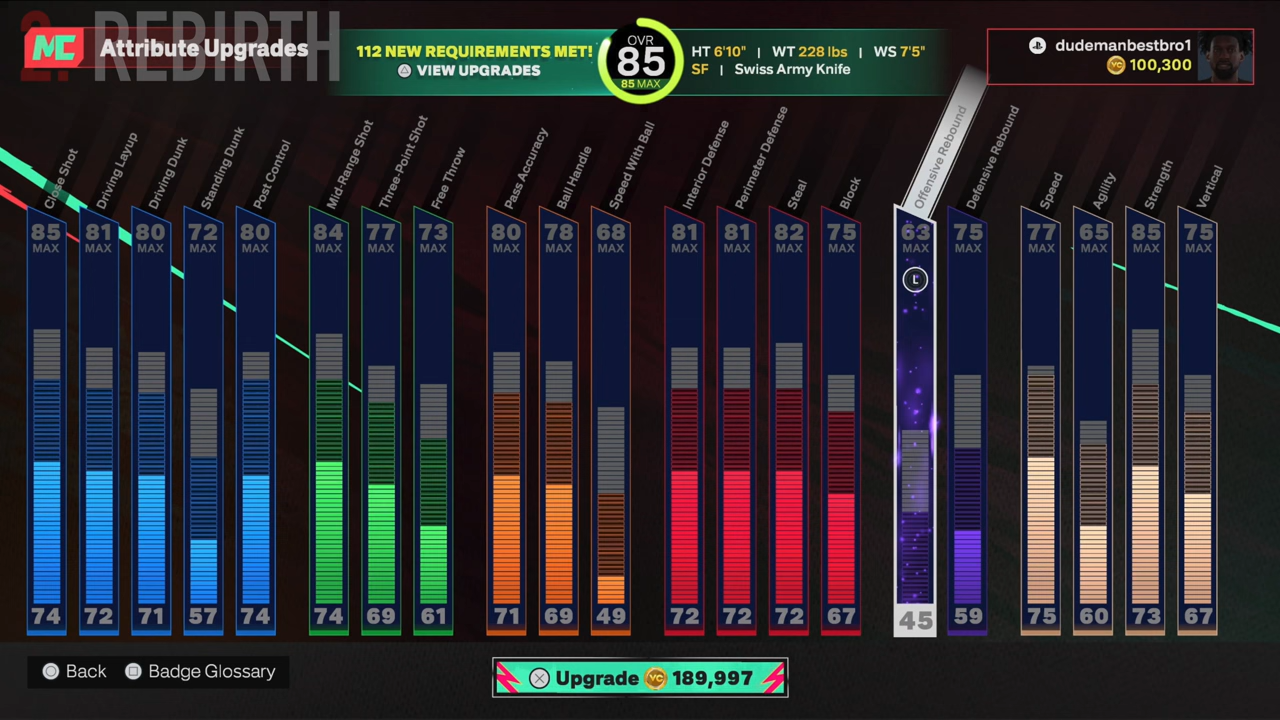 2. REBIRTH
MC Attribute Upgrades
112 NEW REQUIREMENTS MET!
VIEW UPGRADES
OVR
85
85 MAX
HT 6'10" | WT 228 lbs | WS 7'5"
SF | Swiss Army Knife
dudemanbestbro1
VC 100,300
Close Shot
Driving Layup
Driving Dunk
Standing Dunk
Post Control
Mid-Range Shot
Three-Point Shot
Free Throw
Pass Accuracy
Ball Handle
Speed With Ball
Interior Defense
Perimeter Defense
Steal
Block
Offensive Rebound
Defensive Rebound
Speed
Agility
Strength
Vertical
85 81 80 72 80 84 77 73 80 78 68 81 81 82 75 63 75 77 65 85 75
MAX MAX MAX MAX MAX MAX MAX MAX MAX MAX MAX MAX MAX MAX MAX MAX MAX MAX MAX MAX MAX
L
74 72 71 57 74 74 69 61 71 69 49 72 72 72 67 45 59 75 60 73 67
Back Badge Glossary
Upgrade VC 189,997